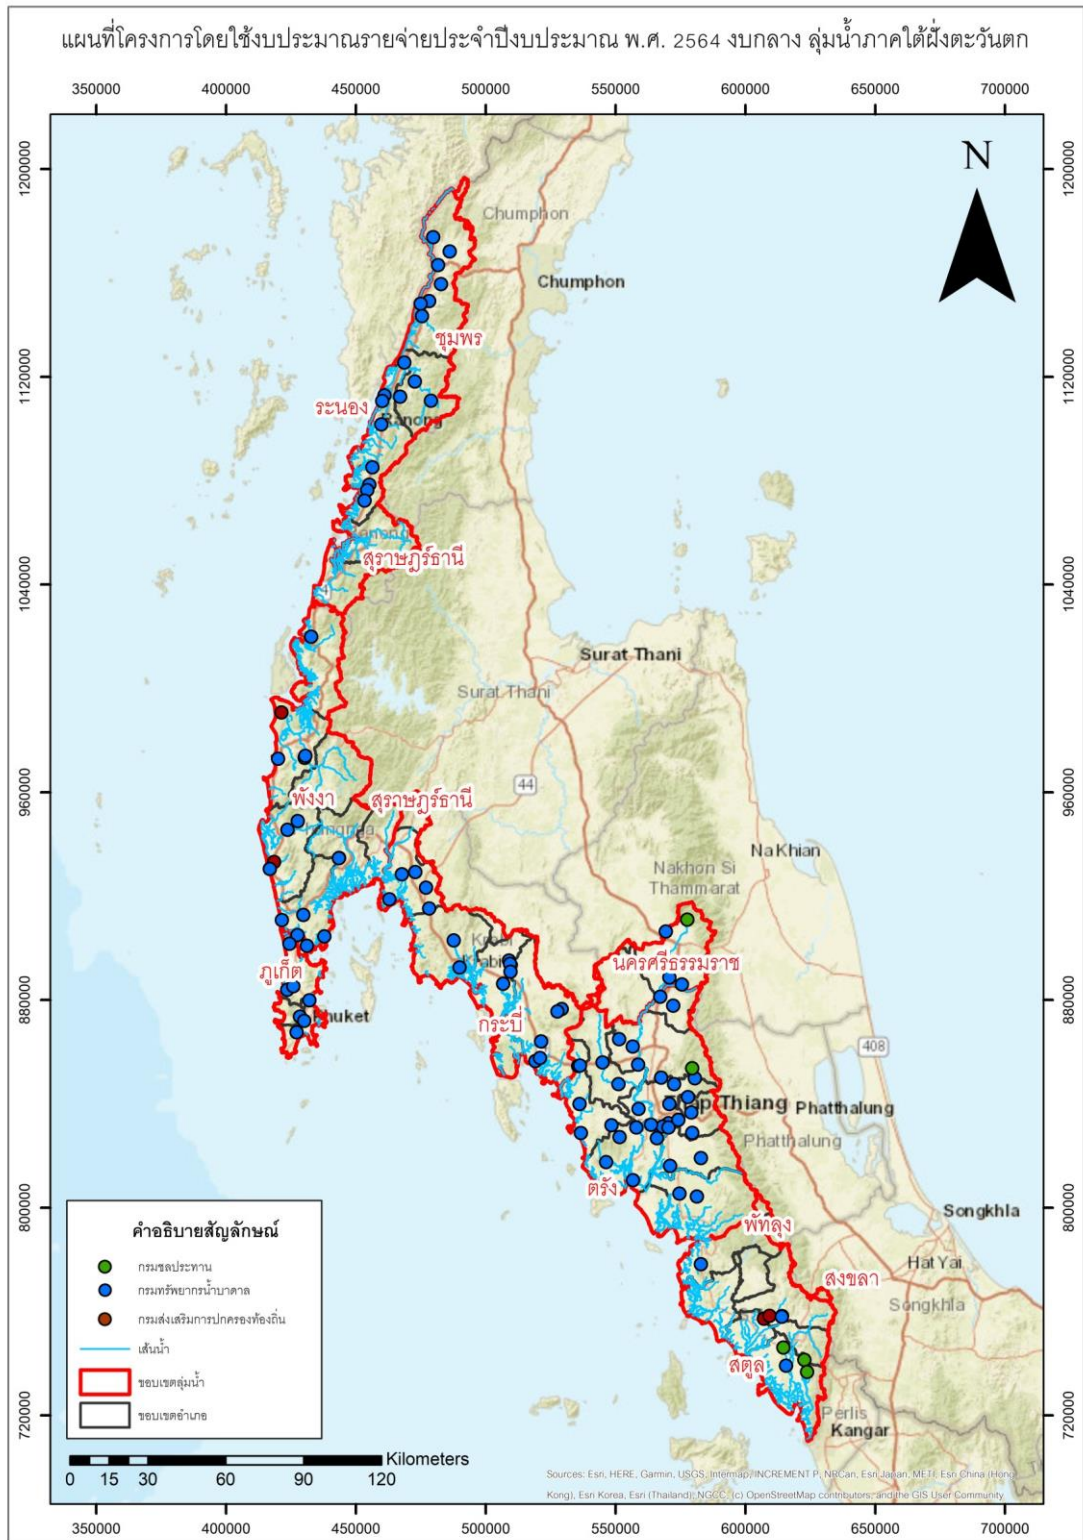 แผนที่โครงการโดยใช้งบประมาณรายจ่ายประจำปีงบประมาณ พ.ศ. 2564 งบกลาง ลุ่มน้ำภาคใต้ฝั่งตะวันตก
350000 400000 450000 500000 550000 600000 650000 700000
1200000 1200000
N
Chumphon
Chumphon
ชุมพร
1120000 1120000
ระนอง
Ranong
สุราษฎร์ธานี
1040000 1040000
4
Surat Thani
Surat Thani
44
960000 960000
พังงา
สุราษฎร์ธานี
Na Khian
Nakhon Si
Thammarat
Krabi
Krabi
นครศรีธรรมราช
ภูเก็ต
880000 880000
Phuket
กระบี่
408
Thap Thiang
Phatthalung
Phatthalung
ตรัง
800000 800000
พัทลุง
Songkhla
Hat Yai
สงขลา
Songkhla
สตูล
Perlis
Kangar
720000 720000
คำอธิบายสัญลักษณ์
กรมชลประทาน
กรมทรัพยากรน้ำบาดาล
กรมส่งเสริมการปกครองท้องถิ่น
เส้นน้ำ
ขอบเขตลุ่มน้ำ
ขอบเขตอำเภอ
Kilometers
0 15 30 60 90 120
Sources: Esri, HERE, Garmin, USGS, Intermap, INCREMENT P, NRCan, Esri Japan, METI, Esri China (Hong
Kong), Esri Korea, Esri (Thailand), NGCC, (c) OpenStreetMap contributors, and the GIS User Community
350000 400000 450000 500000 550000 600000 650000 700000